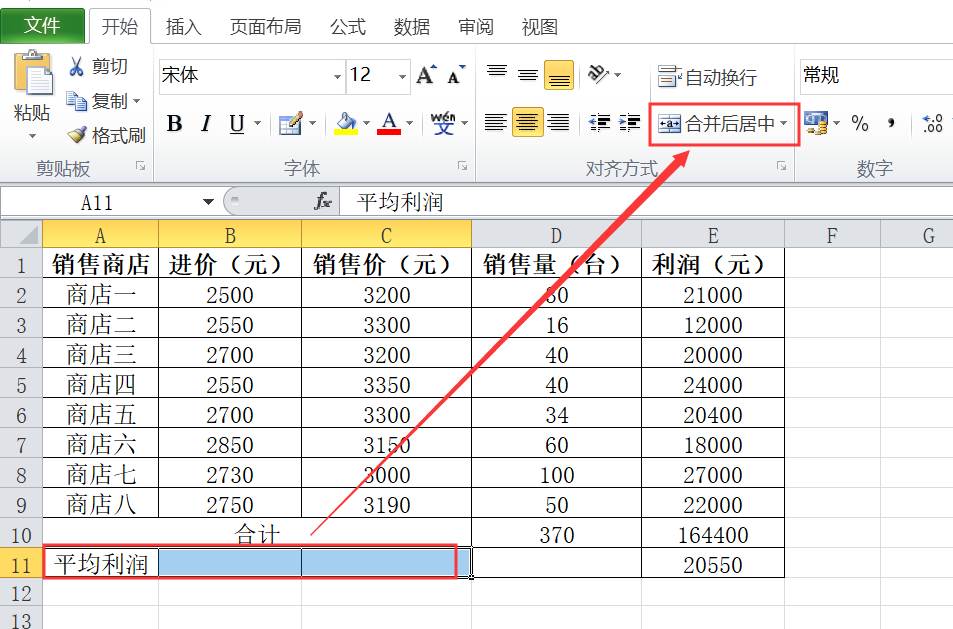 文件 开始 插入 页面布局 公式 数据 审阅 视图
剪切 宋体 12 A A 自动换行 常规
粘贴 复制 B I U A wén 文 合并后居中 % , .00
格式刷
剪贴板 字体 对齐方式 数字
A11 fx 平均利润
A B C D E F G
1 销售商店 进价（元） 销售价（元） 销售量（台） 利润（元）
2 商店一 2500 3200 30 21000
3 商店二 2550 3300 16 12000
4 商店三 2700 3200 40 20000
5 商店四 2550 3350 40 24000
6 商店五 2700 3300 34 20400
7 商店六 2850 3150 60 18000
8 商店七 2730 3000 100 27000
9 商店八 2750 3190 50 22000
10 合计 370 164400
11 平均利润 20550
12
13